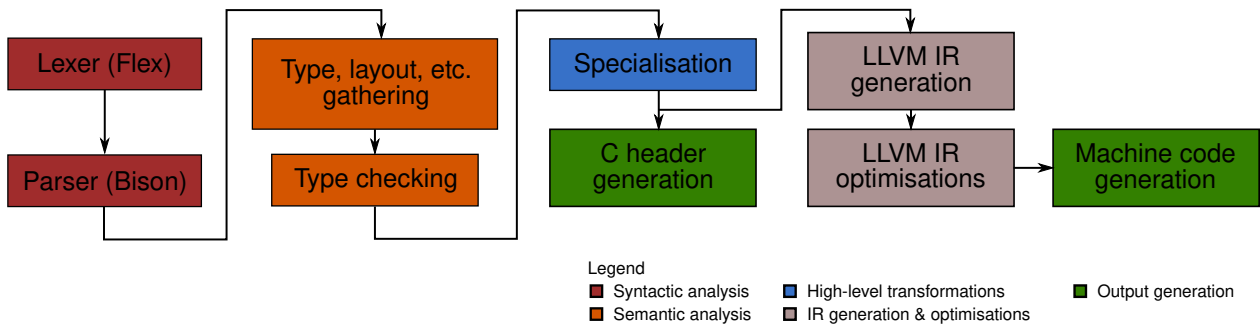 Lexer (Flex)
Parser (Bison)
Type, layout, etc.
gathering
Type checking
Specialisation
C header
generation
LLVM IR
generation
LLVM IR
optimisations
Machine code
generation
Legend
Syntactic analysis
Semantic analysis
High-level transformations
IR generation & optimisations
Output generation